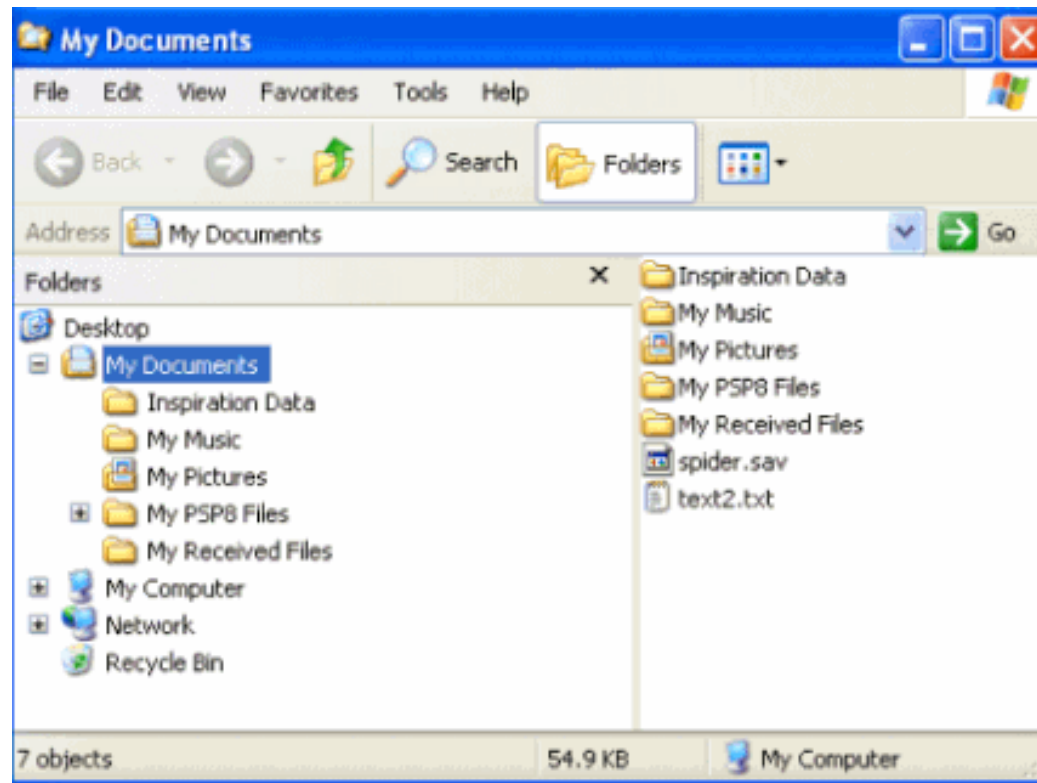 My Documents
File Edit View Favorites Tools Help
Back Search Folders
Address My Documents Go
Folders
Desktop
My Documents
Inspiration Data
My Music
My Pictures
My PSP8 Files
My Received Files
My Computer
Network
Recycle Bin
Inspiration Data
My Music
My Pictures
My PSP8 Files
My Received Files
spider.sav
text2.txt
7 objects 54.9 KB My Computer